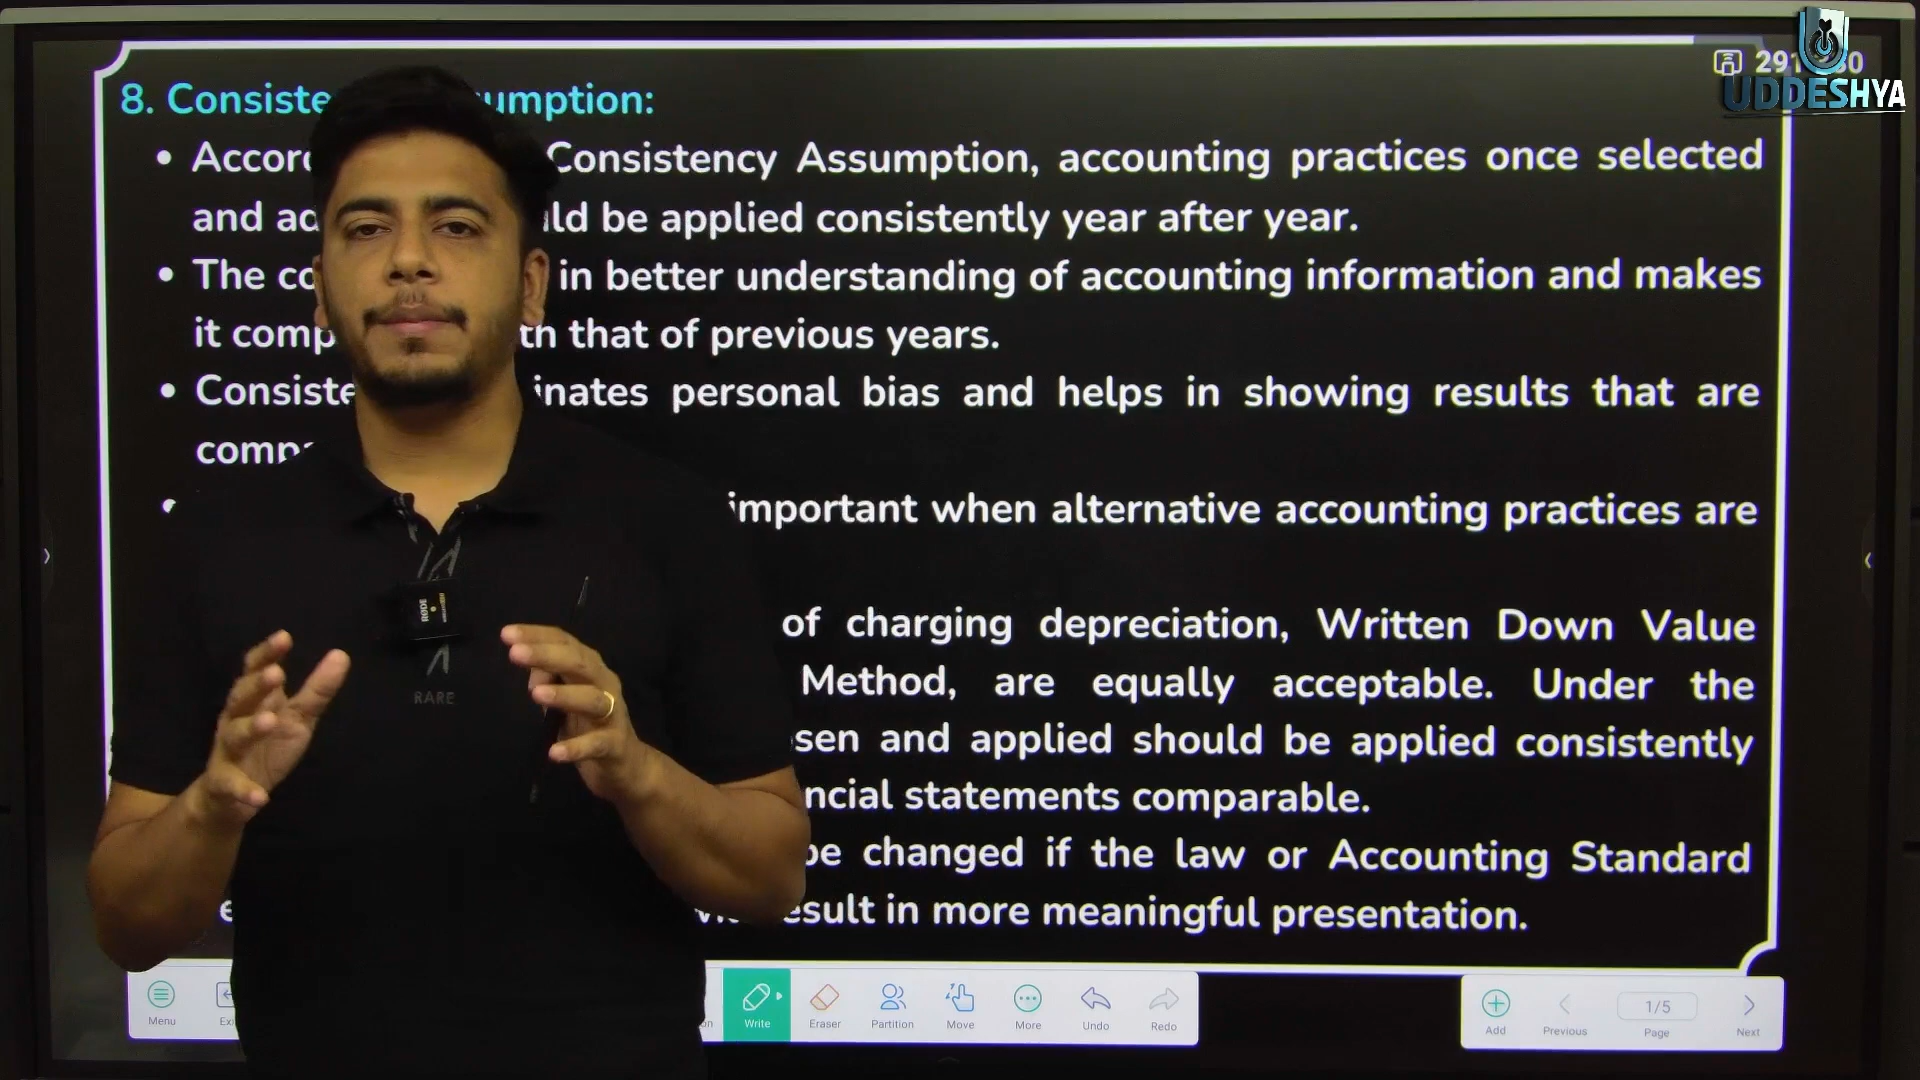 8. Consiste umption:
UDDESHYA
• Accor Consistency Assumption, accounting practices once selected
and ad ld be applied consistently year after year.
• The co in better understanding of accounting information and makes
it comp th that of previous years.
• Consiste inates personal bias and helps in showing results that are
comp
• important when alternative accounting practices are
of charging depreciation, Written Down Value
Method, are equally acceptable. Under the
sen and applied should be applied consistently
ncial statements comparable.
be changed if the law or Accounting Standard
esult in more meaningful presentation.
RODE
RARE
Menu Exi Write Eraser Partition Move More Undo Redo
Add Previous 1/5 Page Next